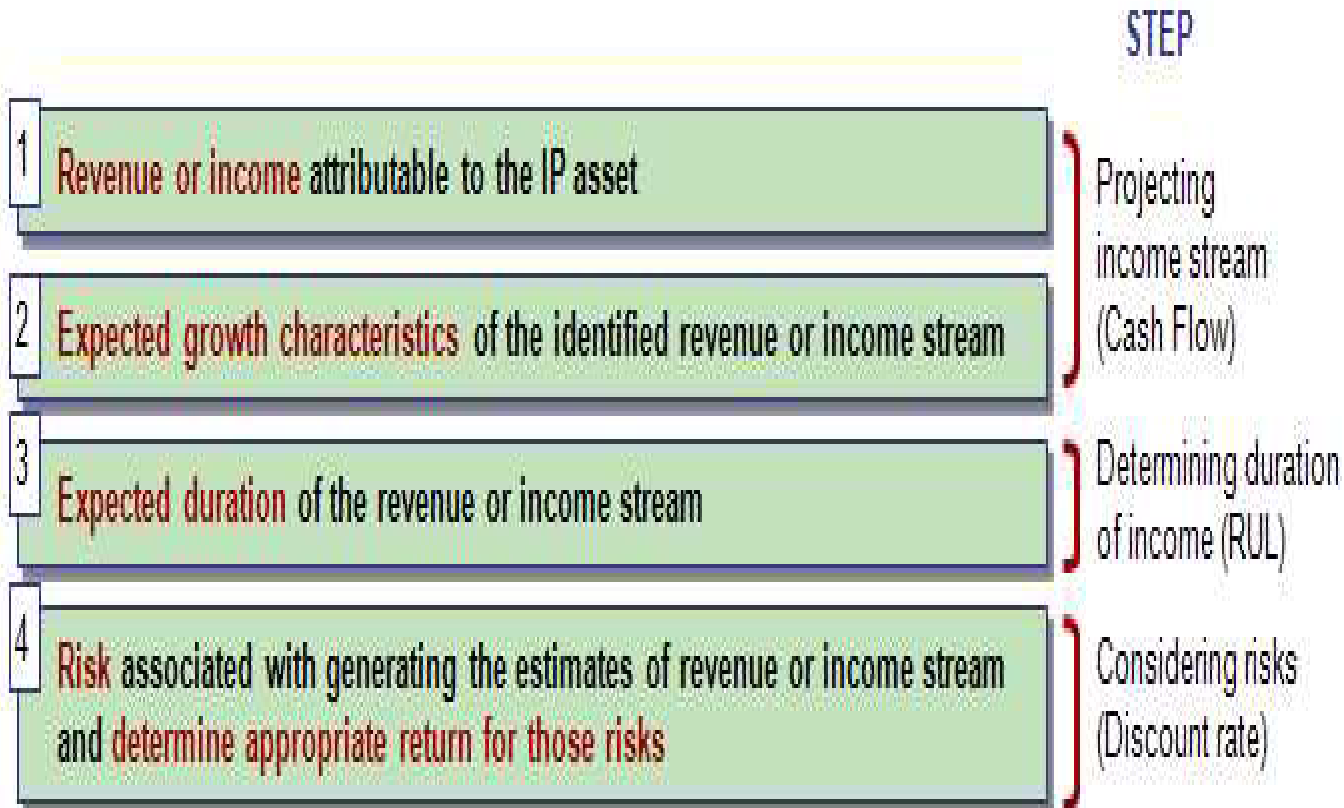 STEP
1
Revenue or income attributable to the IP asset
2
Expected growth characteristics of the identified revenue or income stream
Projecting
income stream
(Cash Flow)
3
Expected duration of the revenue or income stream
Determining duration
of income (RUL)
4
Risk associated with generating the estimates of revenue or income stream
and determine appropriate return for those risks
Considering risks
(Discount rate)